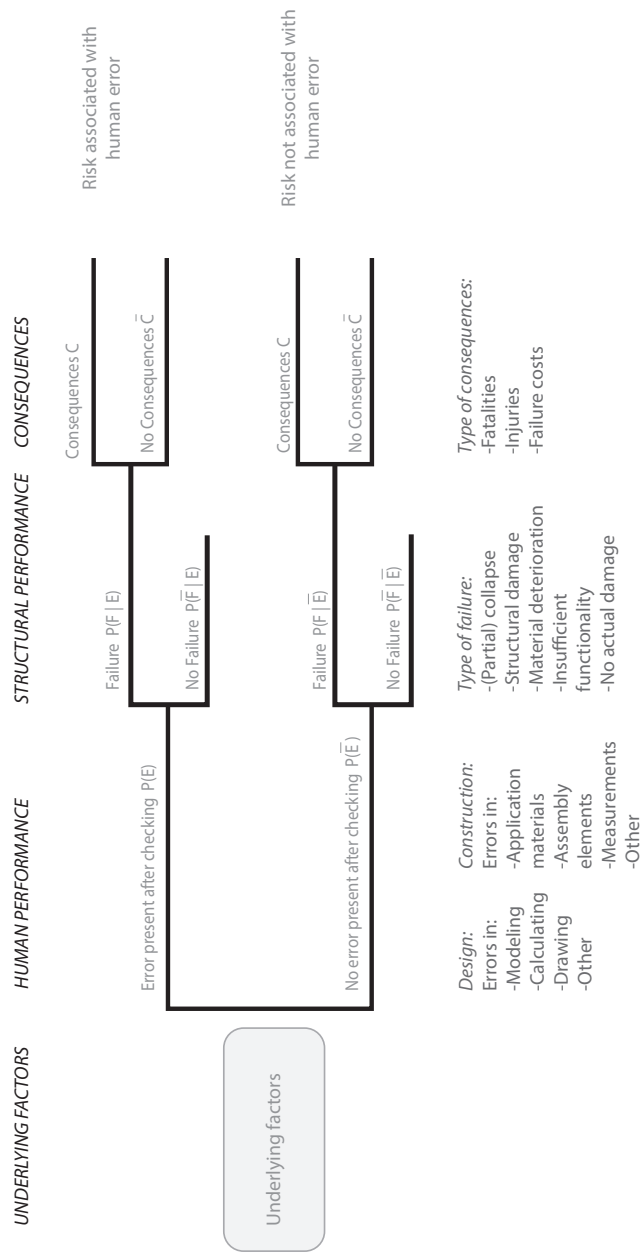 UNDERLYING FACTORS
HUMAN PERFORMANCE
STRUCTURAL PERFORMANCE
CONSEQUENCES
Underlying factors
Error present after checking P(E)
No error present after checking P(E̅)
Failure P(F | E)
No Failure P(F̅ | E)
Failure P(F | E̅)
No Failure P(F̅ | E̅)
Consequences C
No Consequences C̅
Consequences C
No Consequences C̅
Risk associated with
human error
Risk not associated with
human error
Design:
Errors in:
-Modeling
-Calculating
-Drawing
-Other
Construction:
Errors in:
-Application
materials
-Assembly
elements
-Measurements
-Other
Type of failure:
-(Partial) collapse
-Structural damage
-Material deterioration
-Insufficient
functionality
-No actual damage
Type of consequences:
-Fatalities
-Injuries
-Failure costs